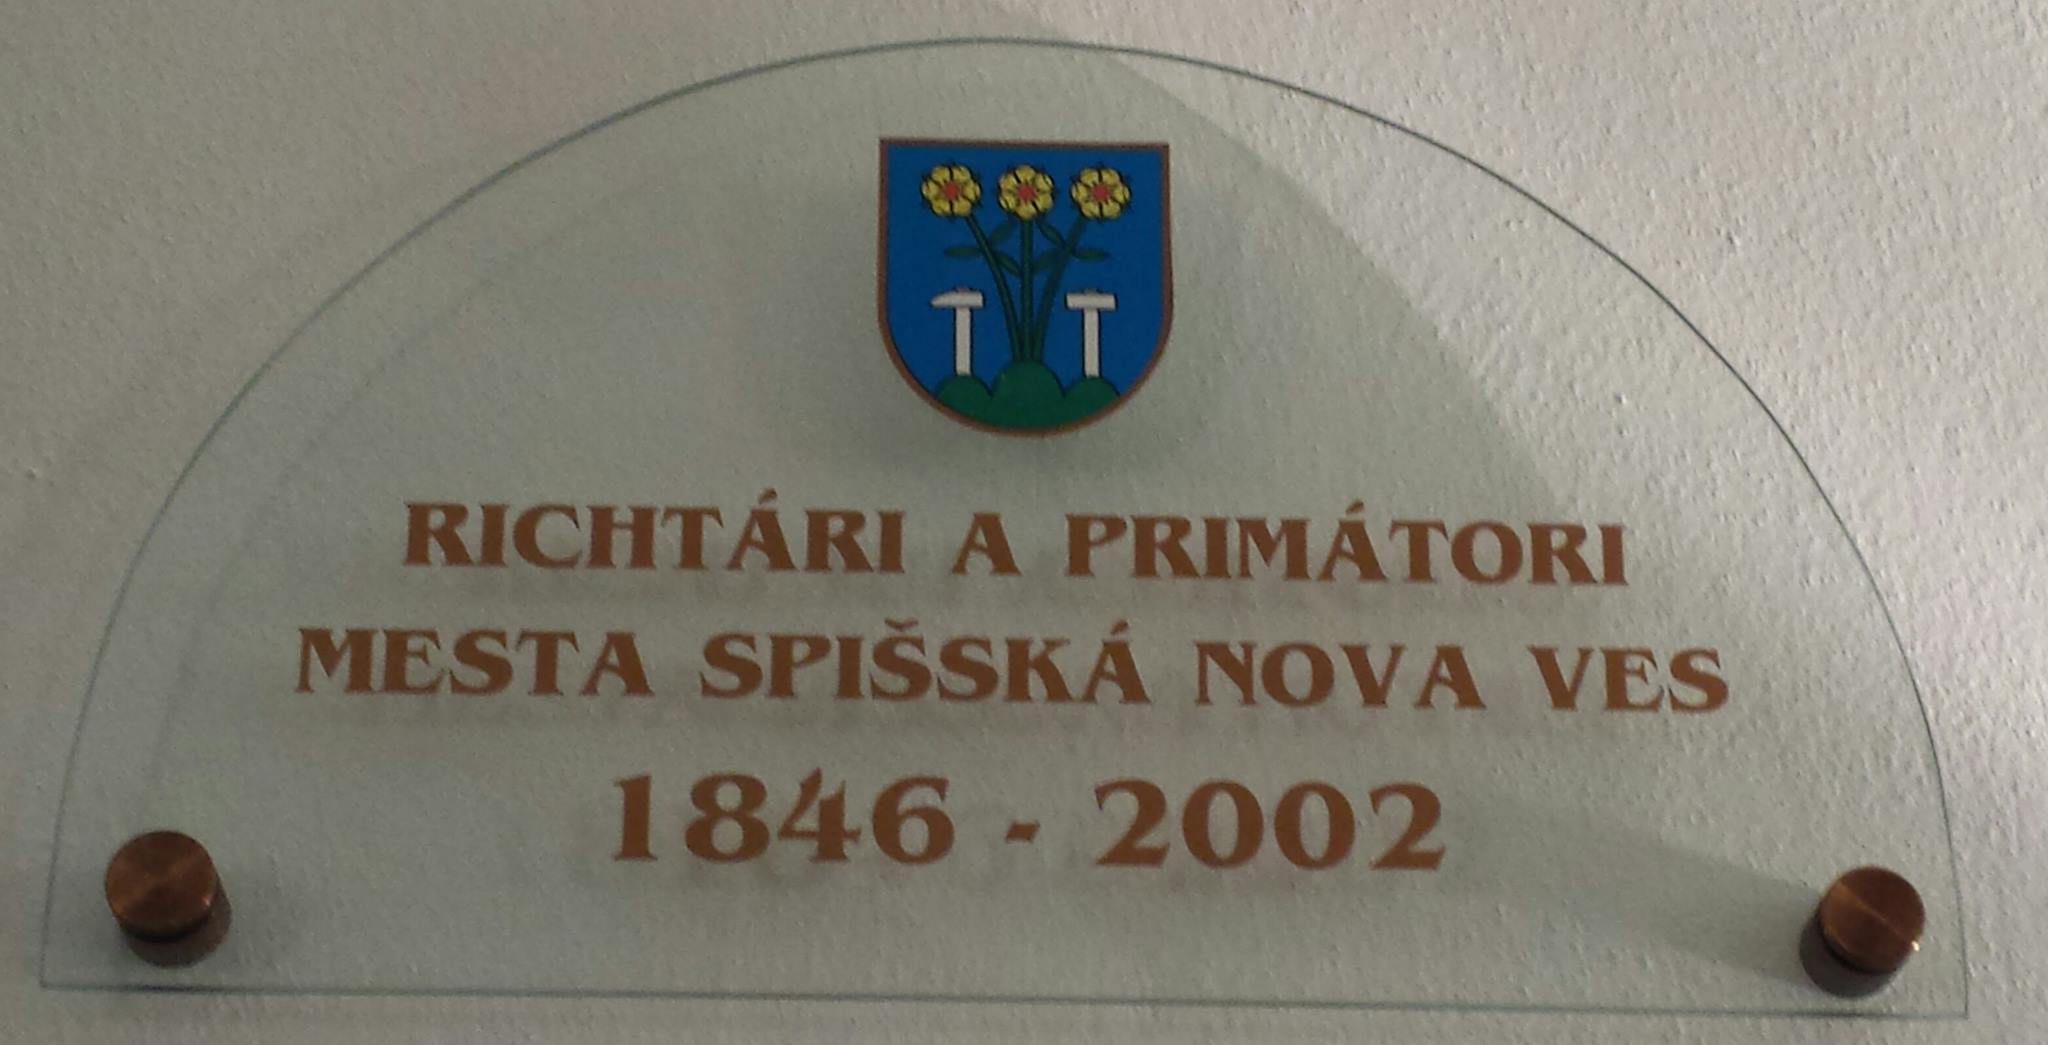 RICHTÁRI A PRIMÁTORI
MESTA SPIŠSKÁ NOVA VES
1846 - 2002